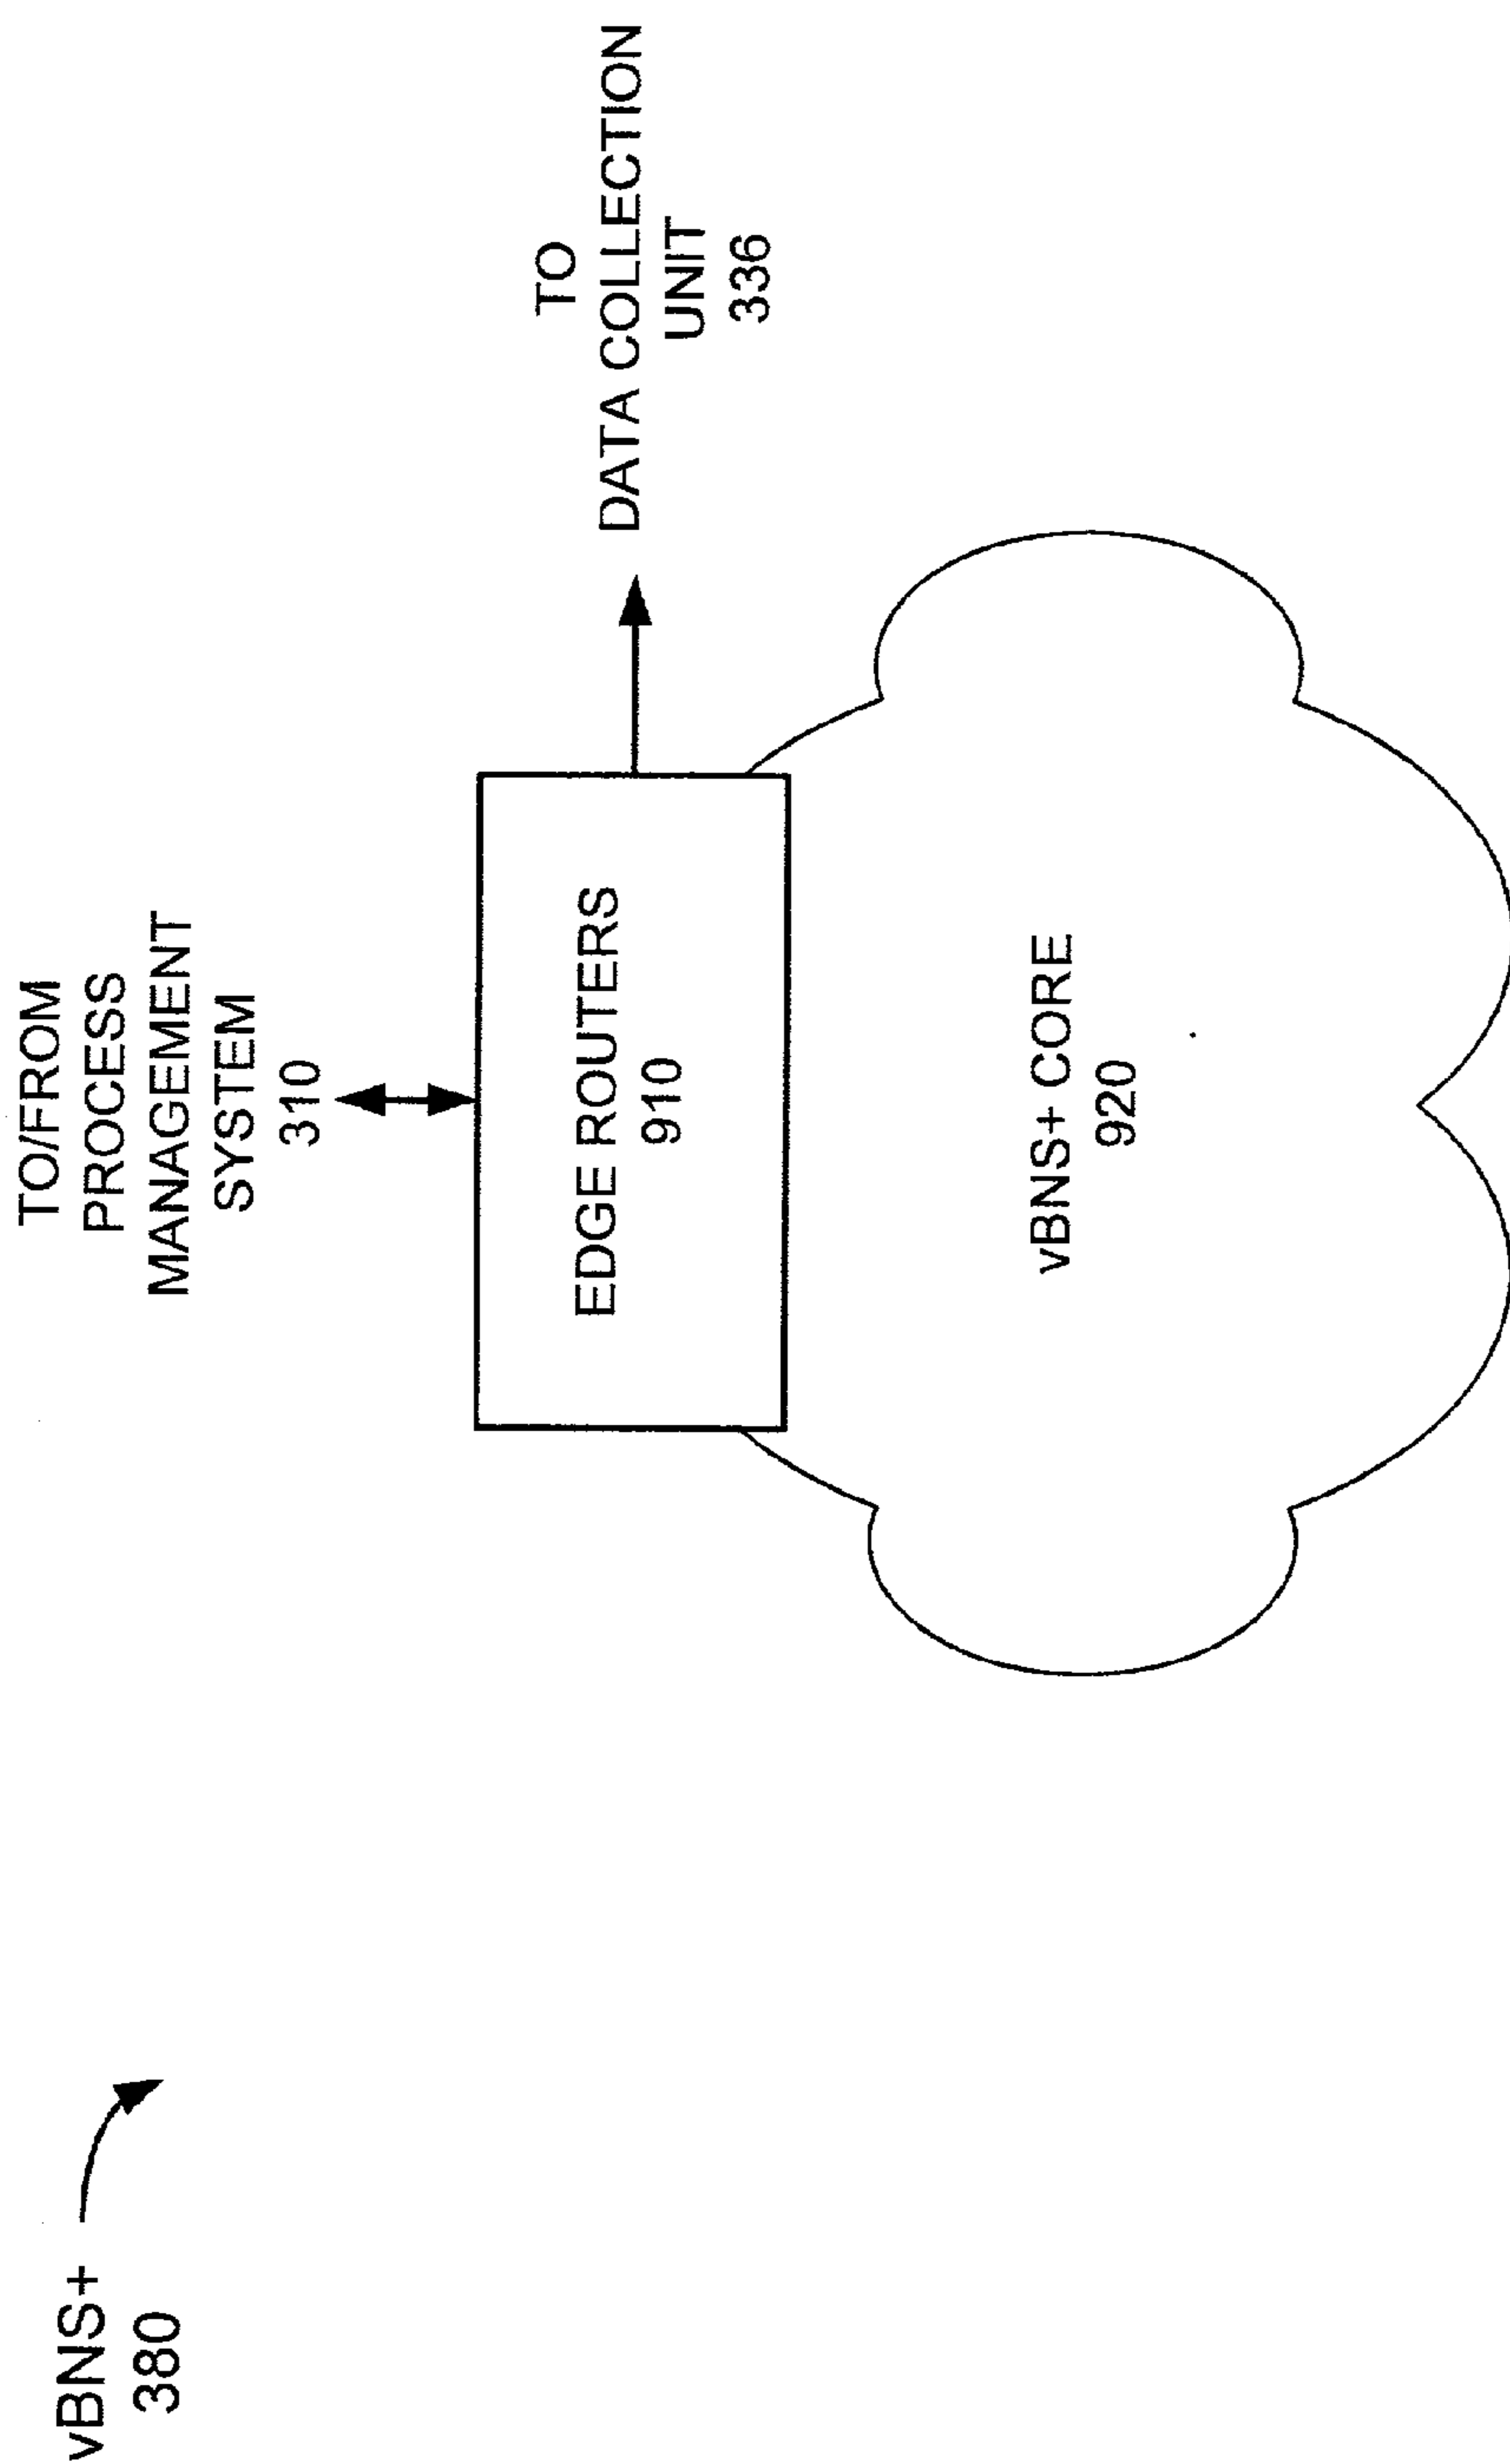 vBNS+
380
TO/FROM
PROCESS
MANAGEMENT
SYSTEM
310
EDGE ROUTERS
910
TO
DATA COLLECTION
UNIT
336
vBNS+ CORE
920